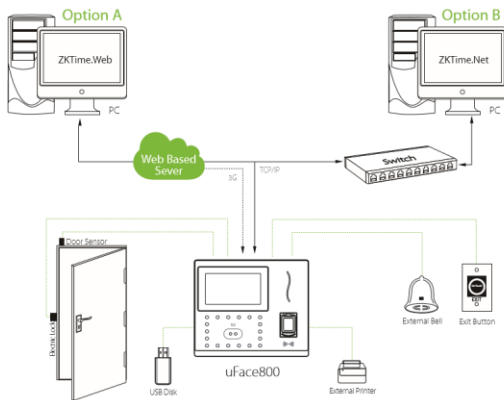 Option A
Option B
ZKTime.Web
ZKTime.Net
PC
PC
Web Based
Sever
Switch
3G
TCP/IP
Door Sensor
Electric Lock
External Bell
EXIT
Exit Button
USB Disk
uFace800
External Printer